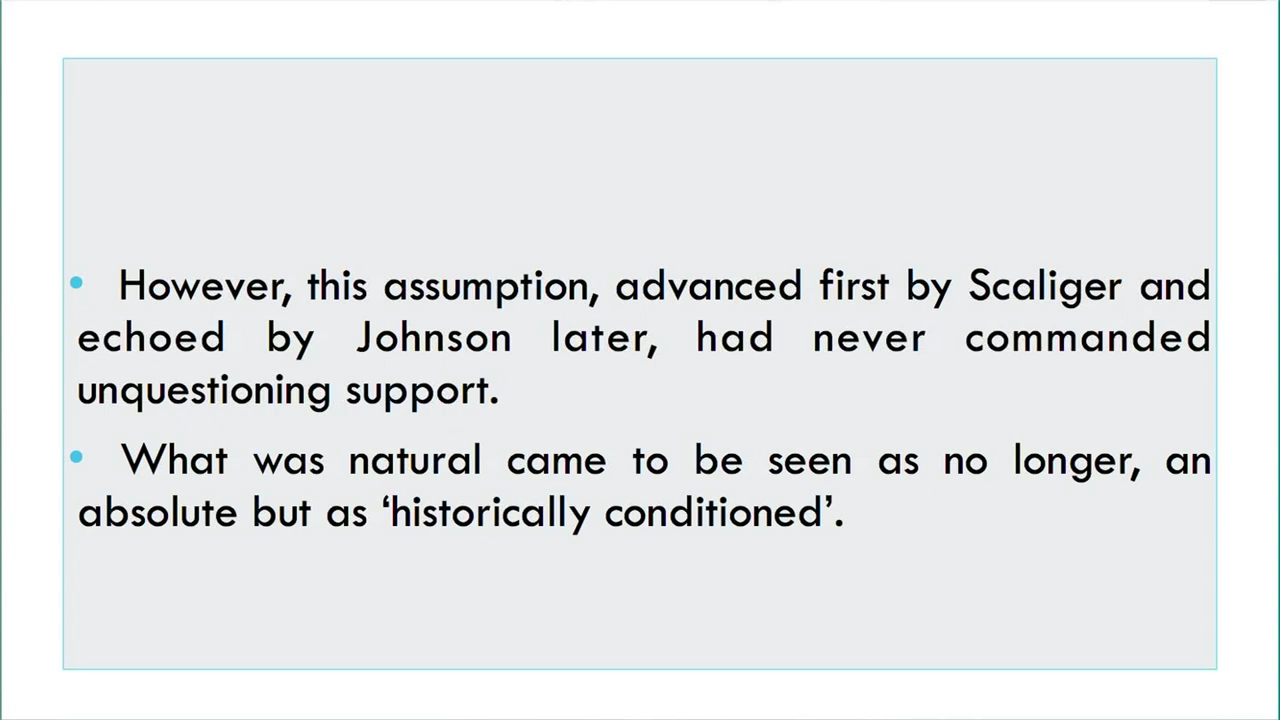 • However, this assumption, advanced first by Scaliger and
echoed by Johnson later, had never commanded
unquestioning support.
• What was natural came to be seen as no longer, an
absolute but as ‘historically conditioned’.